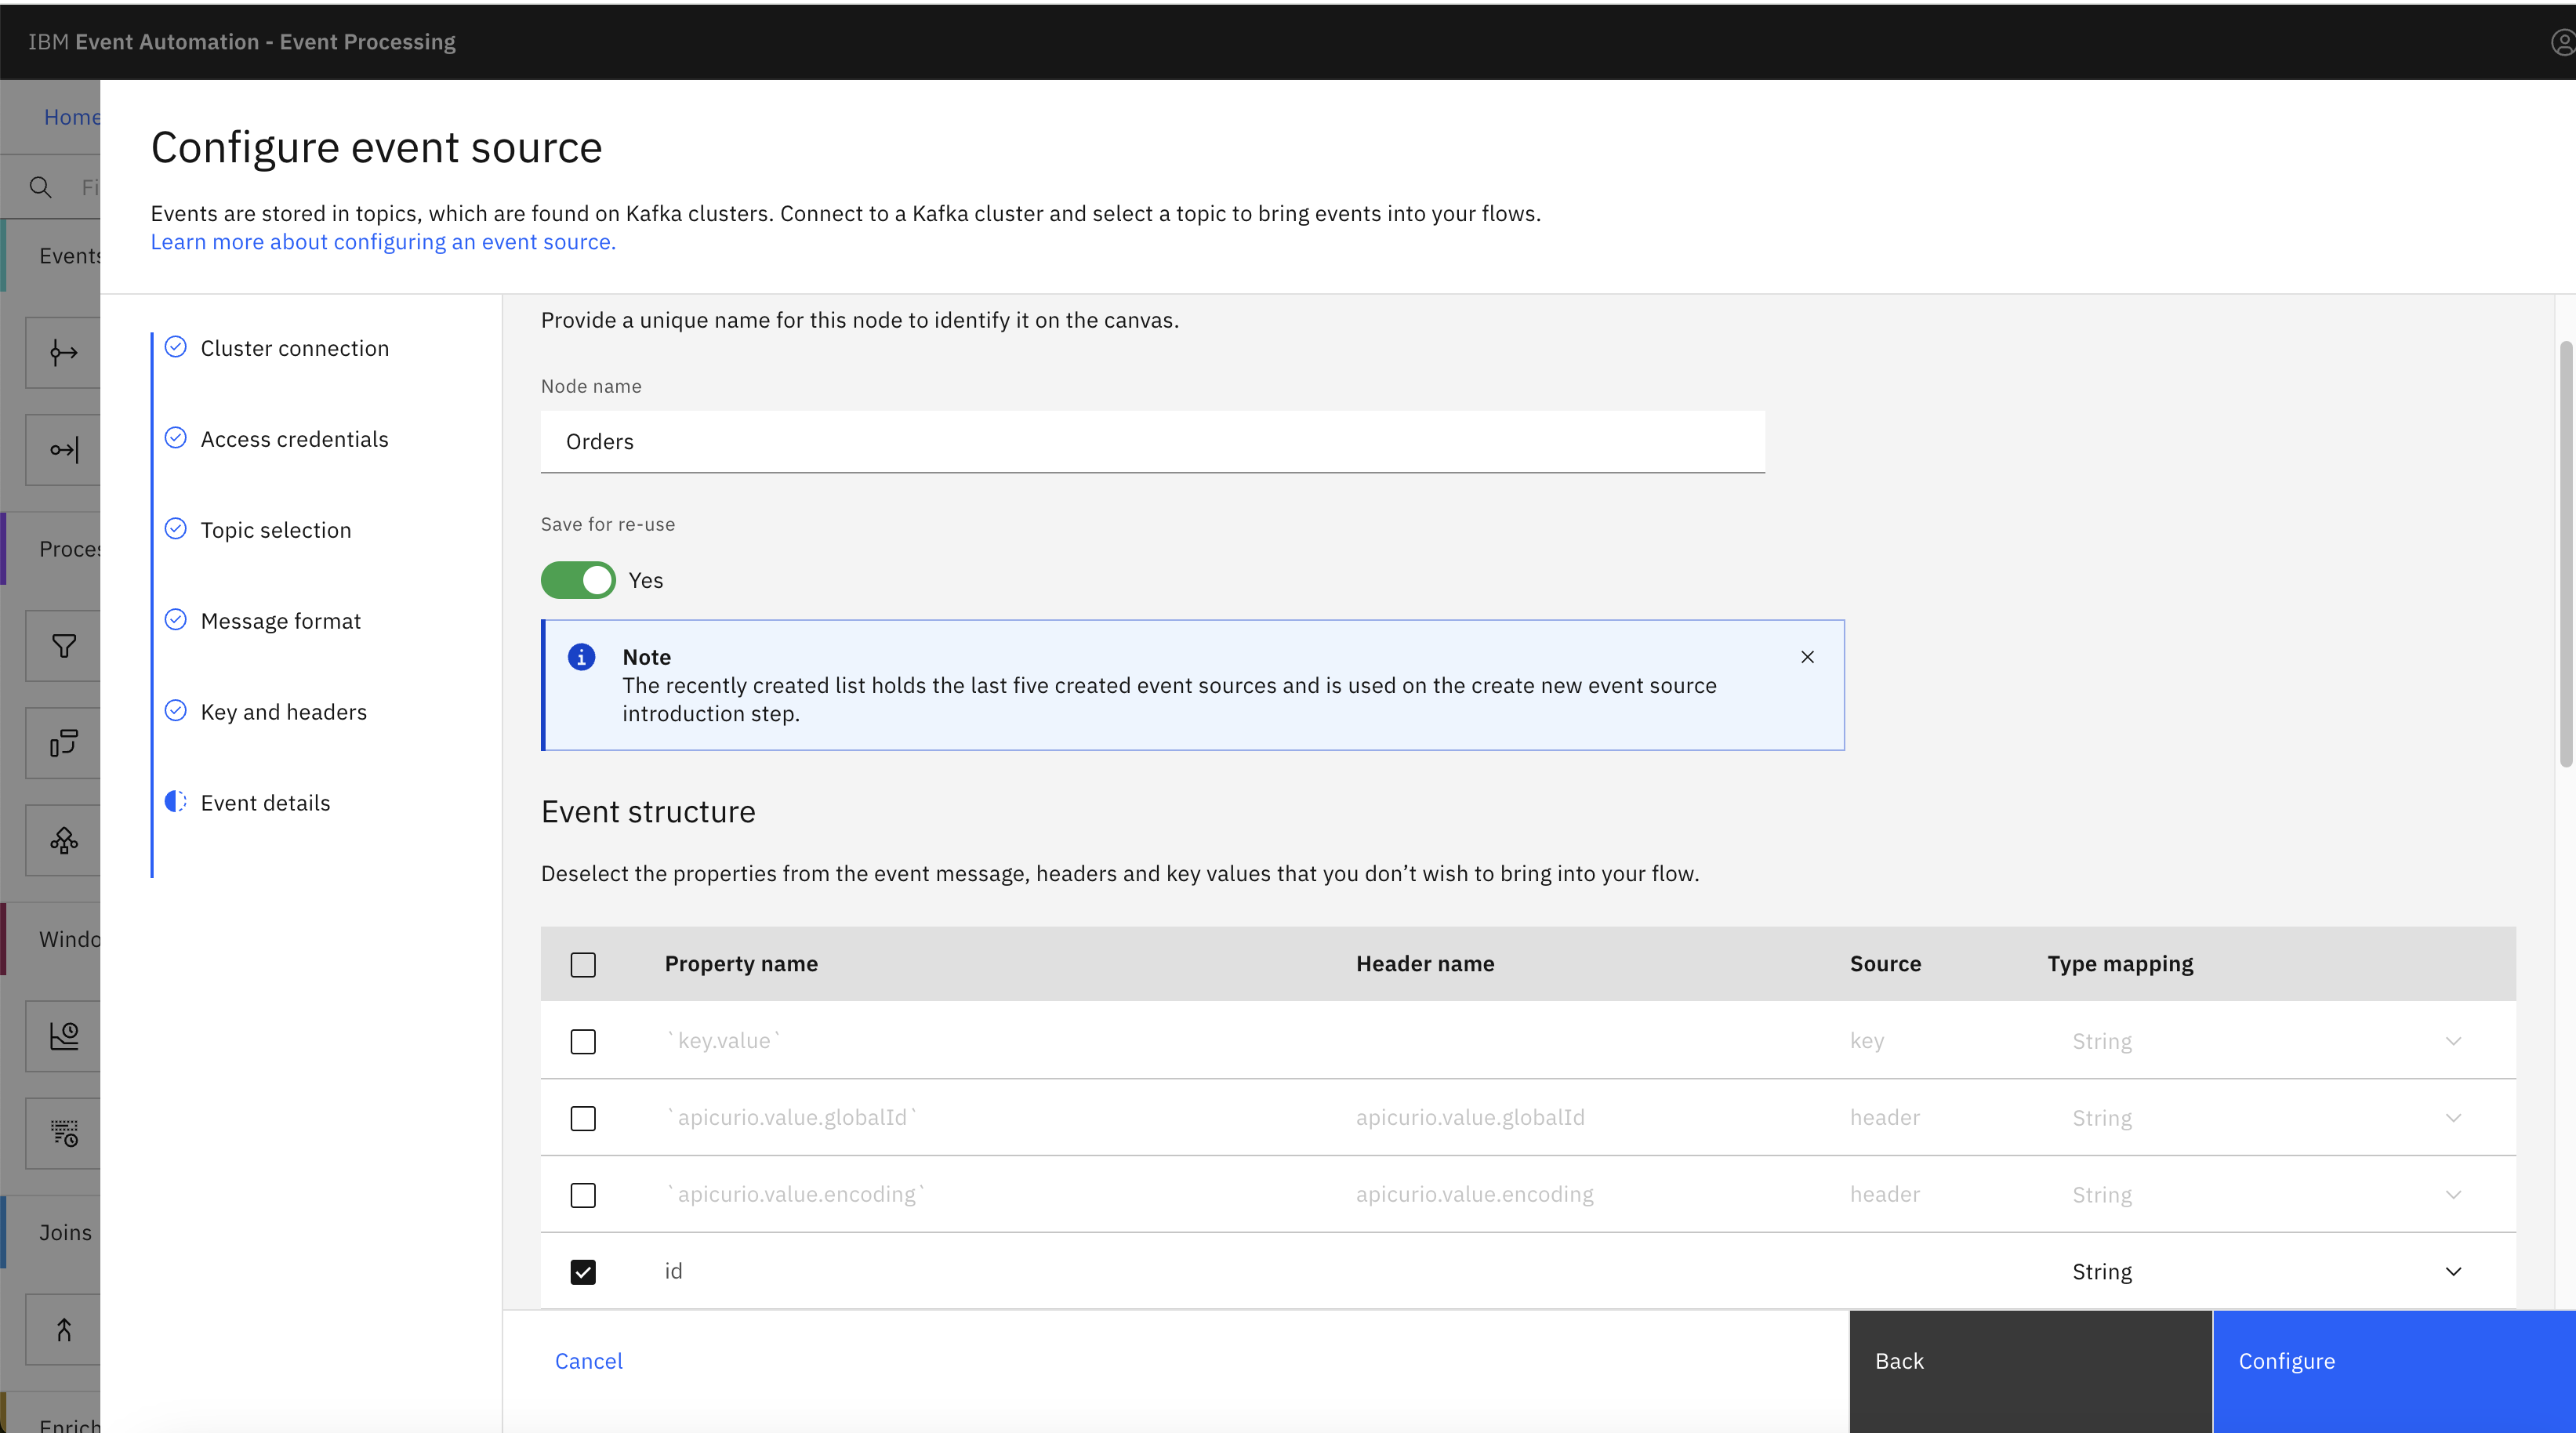 IBM Event Automation - Event Processing
Home
Configure event source
Events are stored in topics, which are found on Kafka clusters. Connect to a Kafka cluster and select a topic to bring events into your flows.
Learn more about configuring an event source.
Fi
Events
Proces
Windo
Joins
Enrich
Cluster connection
Access credentials
Topic selection
Message format
Key and headers
Event details
Provide a unique name for this node to identify it on the canvas.
Node name
Orders
Save for re-use
Yes
Note
The recently created list holds the last five created event sources and is used on the create new event source
introduction step.
Event structure
Deselect the properties from the event message, headers and key values that you don’t wish to bring into your flow.
Property name Header name Source Type mapping
`key.value` key String
`apicurio.value.globalId` apicurio.value.globalId header String
`apicurio.value.encoding` apicurio.value.encoding header String
id String
Cancel Back Configure